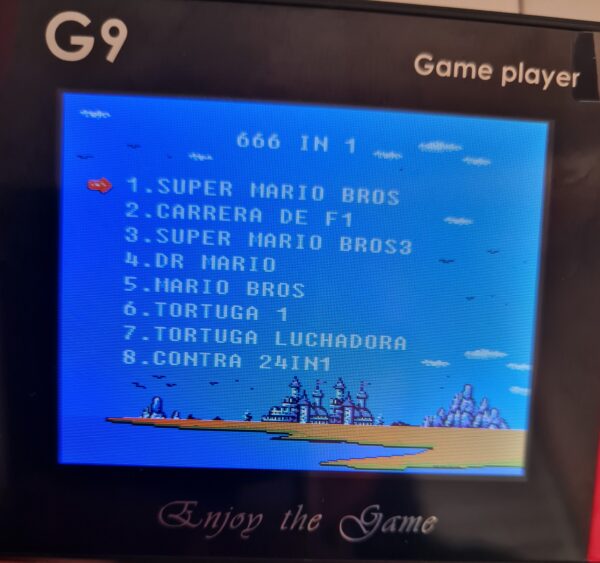 G9
Game player
666 IN 1
1.SUPER MARIO BROS
2.CARRERA DE F1
3.SUPER MARIO BROS3
4.DR MARIO
5.MARIO BROS
6.TORTUGA 1
7.TORTUGA LUCHADORA
8.CONTRA 24IN1
Enjoy the Game